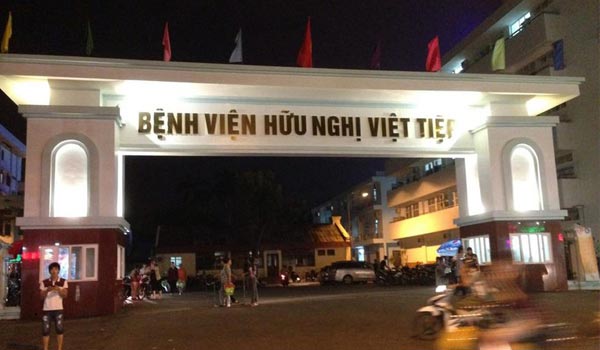 BỆNH VIỆN HỮU NGHỊ VIỆT TIỆP